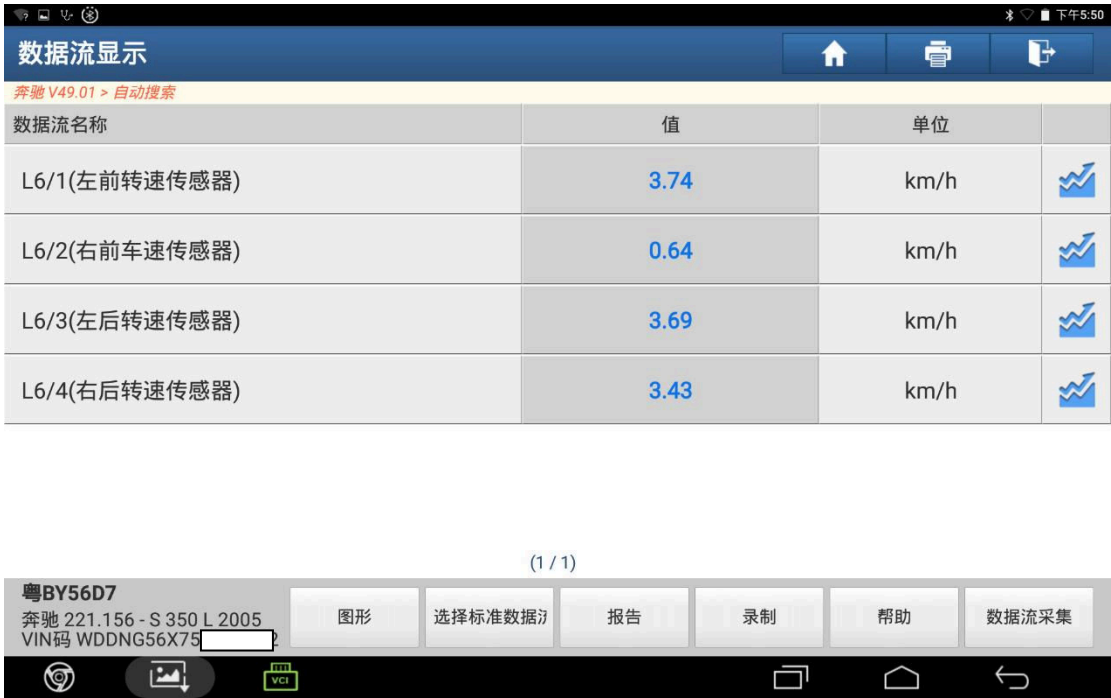 下午5:50
数据流显示
奔驰 V49.01 > 自动搜索
数据流名称 值 单位
L6/1(左前转速传感器) 3.74 km/h
L6/2(右前车速传感器) 0.64 km/h
L6/3(左后转速传感器) 3.69 km/h
L6/4(右后转速传感器) 3.43 km/h
(1 / 1)
粤BY56D7
奔驰 221.156 - S 350 L 2005
VIN码 WDDNG56X75
图形 选择标准数据 报告 录制 帮助 数据流采集
VCI